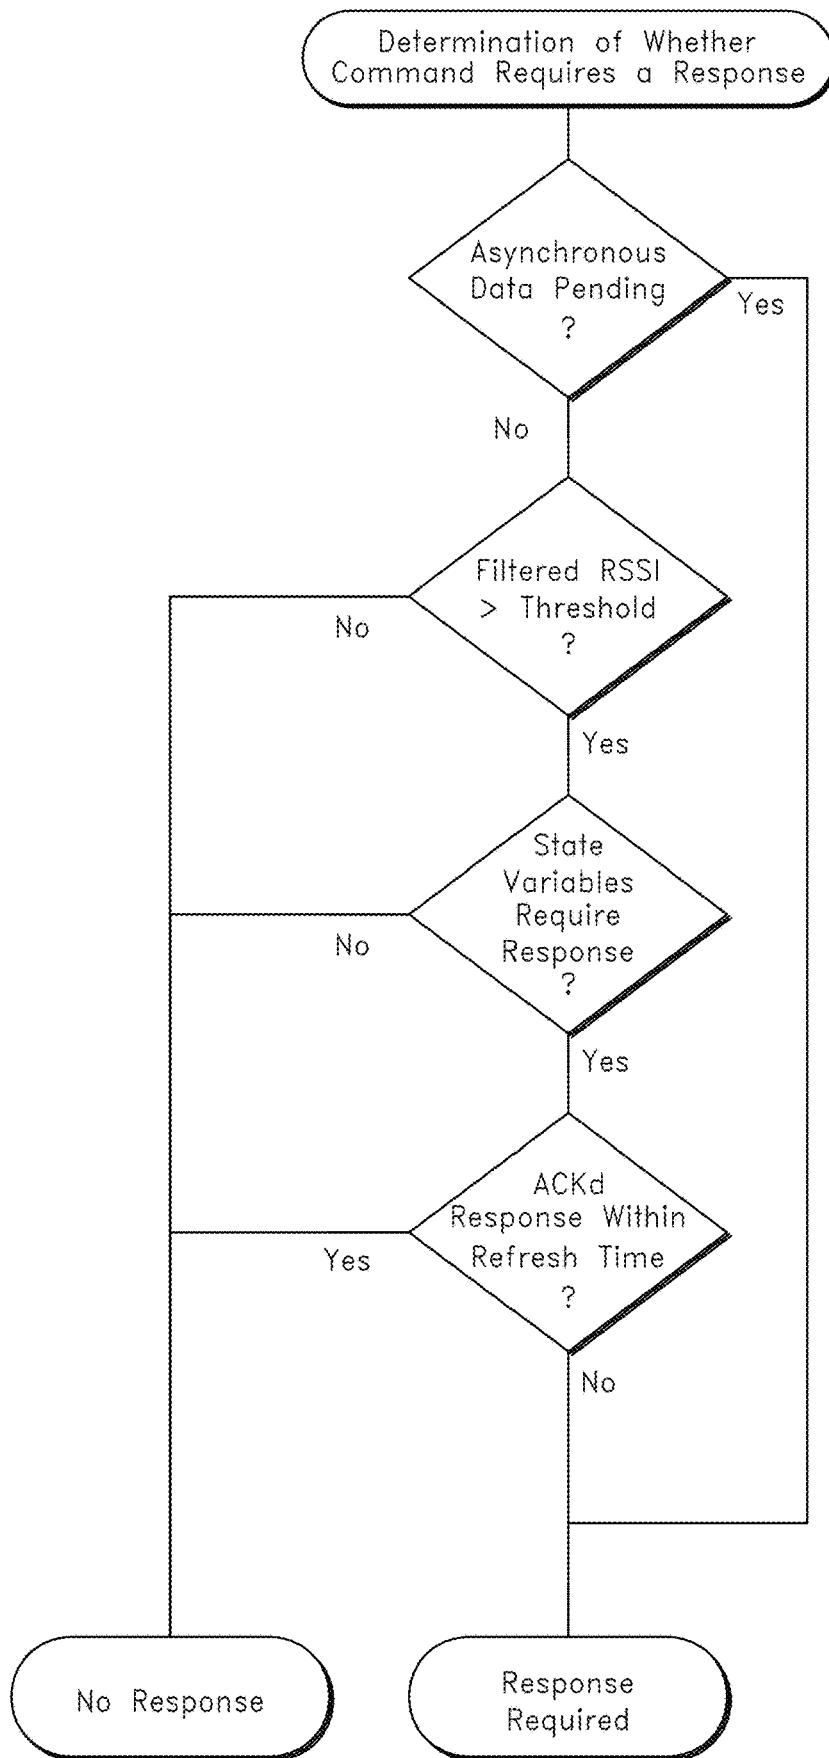 Determination of Whether
Command Requires a Response
Asynchronous
Data Pending
?
Yes
No
Filtered RSSI
> Threshold
?
No
Yes
State
Variables
Require
Response
?
No
Yes
ACKd
Response Within
Refresh Time
?
Yes
No
No Response
Response
Required